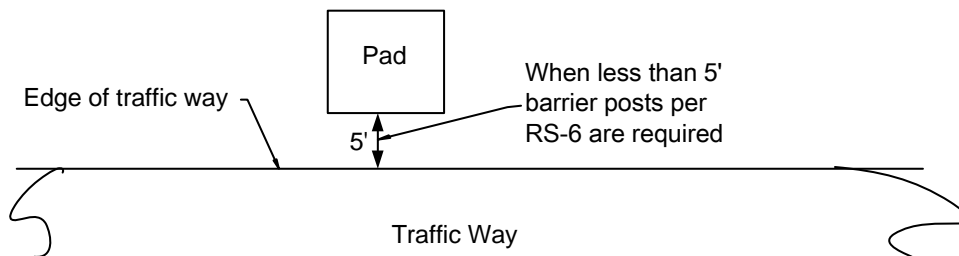 Pad
When less than 5'
barrier posts per
RS-6 are required
Edge of traffic way
5'
Traffic Way